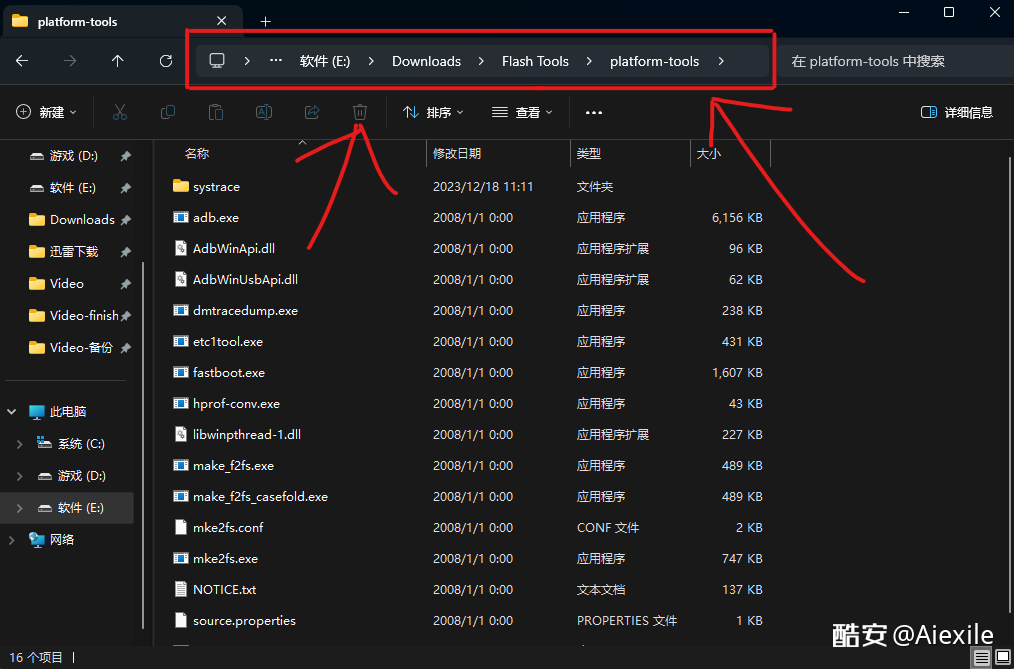 platform-tools
软件 (E:) Downloads Flash Tools platform-tools 在 platform-tools 中搜索
新建 排序 查看 详细信息
游戏 (D:)
软件 (E:)
Downloads
迅雷下载
Video
Video-finish
Video-备份
此电脑
系统 (C:)
游戏 (D:)
软件 (E:)
网络
名称 修改日期 类型 大小
systrace 2023/12/18 11:11 文件夹
adb.exe 2008/1/1 0:00 应用程序 6,156 KB
AdbWinApi.dll 2008/1/1 0:00 应用程序扩展 96 KB
AdbWinUsbApi.dll 2008/1/1 0:00 应用程序扩展 62 KB
dmtracedump.exe 2008/1/1 0:00 应用程序 238 KB
etc1tool.exe 2008/1/1 0:00 应用程序 431 KB
fastboot.exe 2008/1/1 0:00 应用程序 1,607 KB
hprof-conv.exe 2008/1/1 0:00 应用程序 43 KB
libwinpthread-1.dll 2008/1/1 0:00 应用程序扩展 227 KB
make_f2fs.exe 2008/1/1 0:00 应用程序 489 KB
make_f2fs_casefold.exe 2008/1/1 0:00 应用程序 489 KB
mke2fs.conf 2008/1/1 0:00 CONF 文件 2 KB
mke2fs.exe 2008/1/1 0:00 应用程序 747 KB
NOTICE.txt 2008/1/1 0:00 文本文档 137 KB
source.properties 2008/1/1 0:00 PROPERTIES 文件 1 KB
16 个项目
酷安 @Aiexile